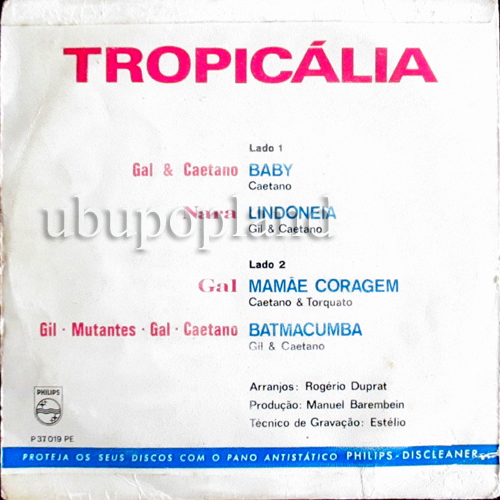 TROPICÁLIA
Lado 1
Gal & Caetano BABY
Caetano
Nara LINDONEIA
Gil & Caetano
ubupopland
Lado 2
Gal MAMÃE CORAGEM
Caetano & Torquato
Gil · Mutantes · Gal · Caetano BATMACUMBA
Gil & Caetano
Arranjos: Rogério Duprat
Produção: Manuel Barembein
Técnico de Gravação: Estélio
PHILIPS
P 37 019 PE
PROTEJA OS SEUS DISCOS COM O PANO ANTISTÁTICO PHILIPS - DISCLEANER